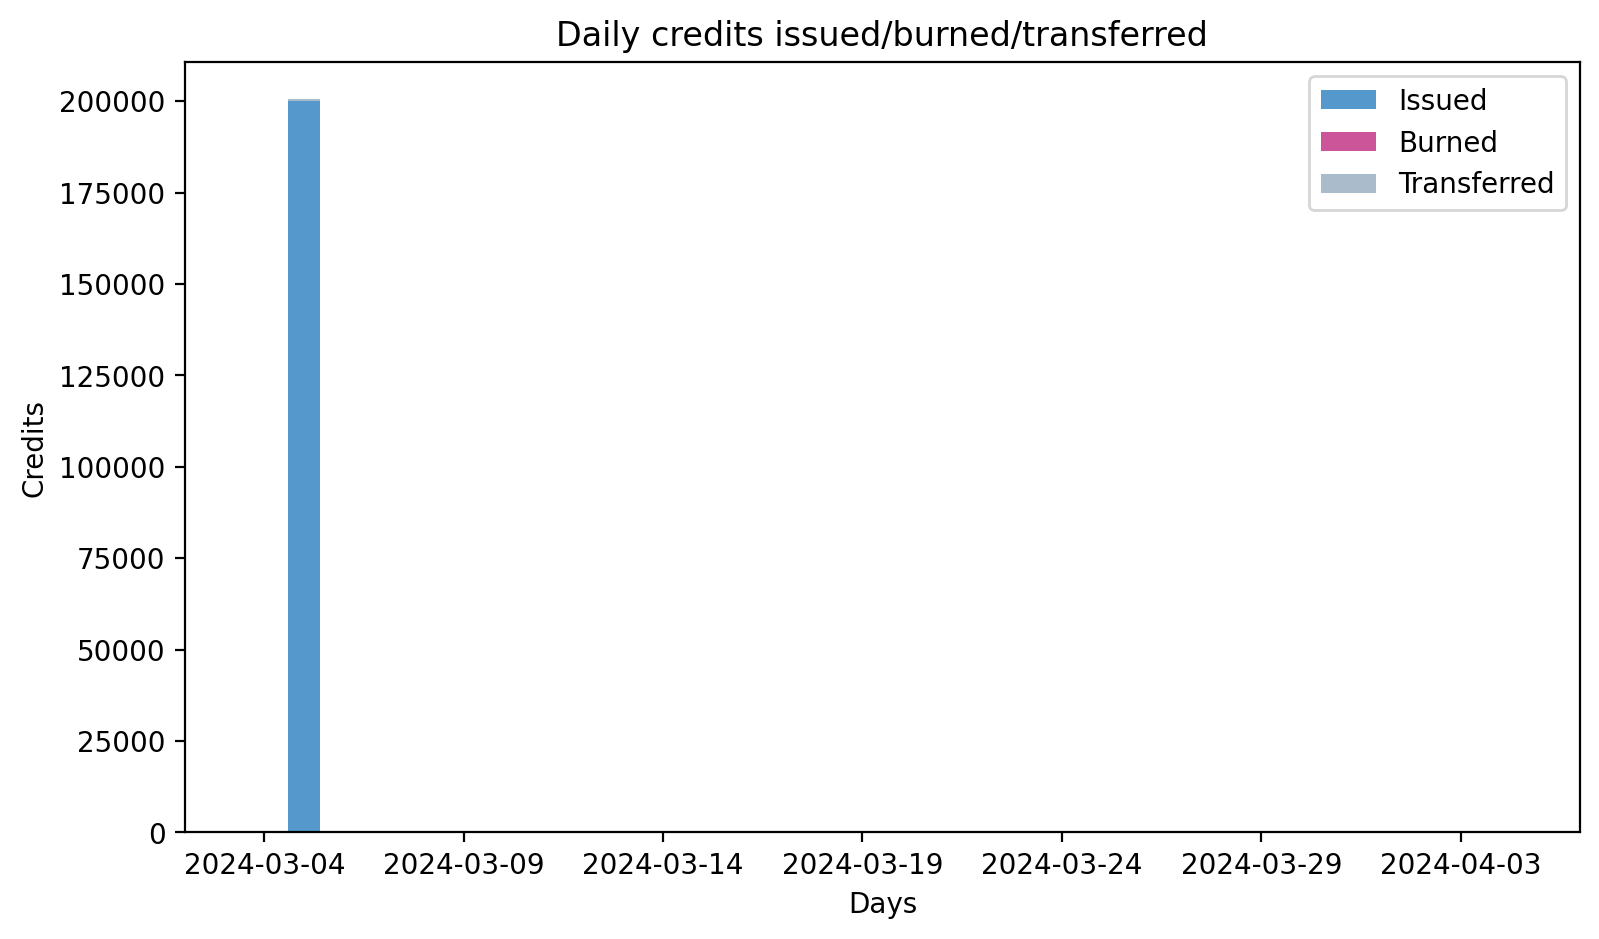 Daily credits issued/burned/transferred
Issued
Burned
Transferred
200000
175000
150000
125000
100000
75000
50000
25000
0
Credits
2024-03-04 2024-03-09 2024-03-14 2024-03-19 2024-03-24 2024-03-29 2024-04-03
Days